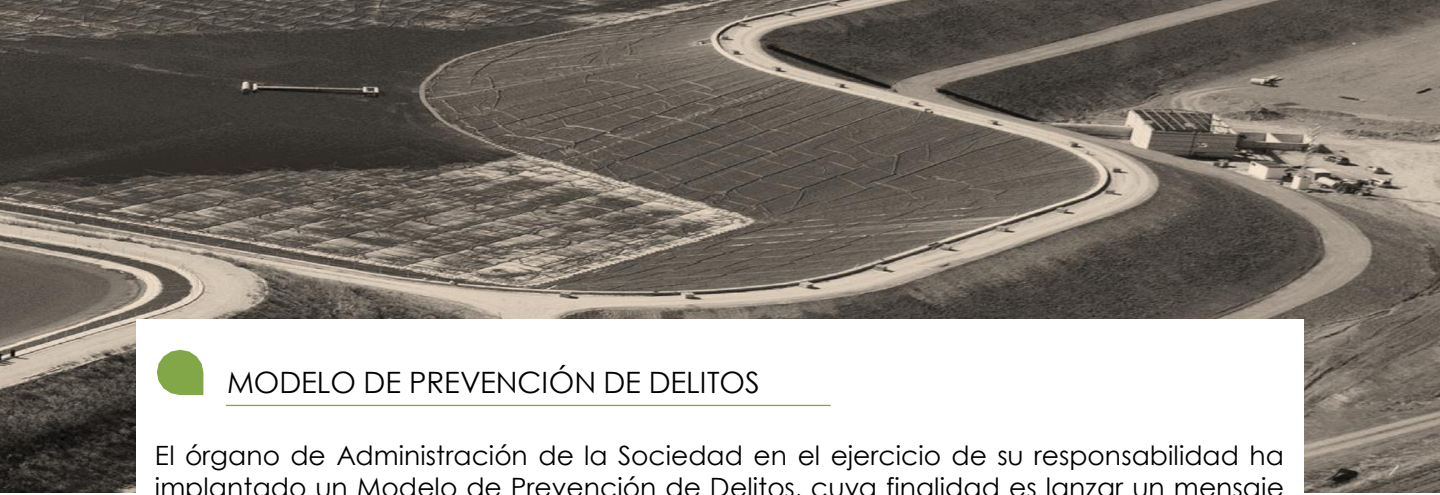 MODELO DE PREVENCIÓN DE DELITOS
El órgano de Administración de la Sociedad en el ejercicio de su responsabilidad ha
implantado un Modelo de Prevención de Delitos, cuya finalidad es lanzar un mensaje